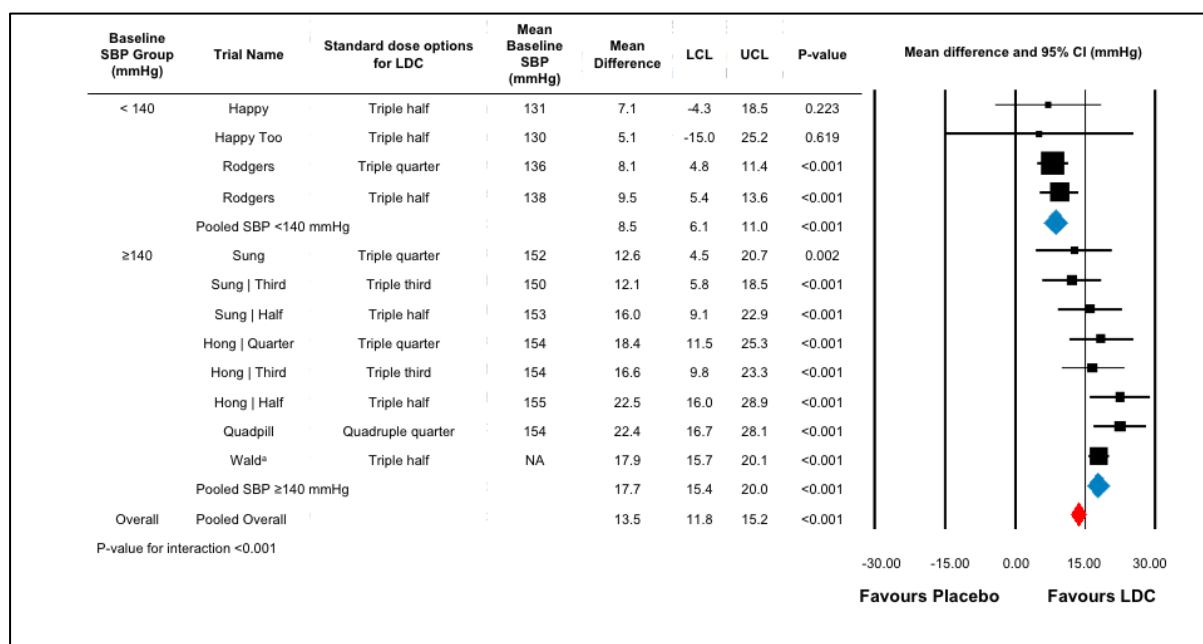 Baseline SBP Group (mmHg) Trial Name Standard dose options for LDC Mean Baseline SBP (mmHg) Mean Difference LCL UCL P-value Mean difference and 95% CI (mmHg)
< 140 Happy Triple half 131 7.1 -4.3 18.5 0.223
Happy Too Triple half 130 5.1 -15.0 25.2 0.619
Rodgers Triple quarter 136 8.1 4.8 11.4 <0.001
Rodgers Triple half 138 9.5 5.4 13.6 <0.001
Pooled SBP <140 mmHg 8.5 6.1 11.0 <0.001
≥140 Sung Triple quarter 152 12.6 4.5 20.7 0.002
Sung | Third Triple third 150 12.1 5.8 18.5 <0.001
Sung | Half Triple half 153 16.0 9.1 22.9 <0.001
Hong | Quarter Triple quarter 154 18.4 11.5 25.3 <0.001
Hong | Third Triple third 154 16.6 9.8 23.3 <0.001
Hong | Half Triple half 155 22.5 16.0 28.9 <0.001
Quadpill Quadruple quarter 154 22.4 16.7 28.1 <0.001
Waldᵃ Triple half NA 17.9 15.7 20.1 <0.001
Pooled SBP ≥140 mmHg 17.7 15.4 20.0 <0.001
Overall Pooled Overall 13.5 11.8 15.2 <0.001
P-value for interaction <0.001
-30.00 -15.00 0.00 15.00 30.00
Favours Placebo Favours LDC